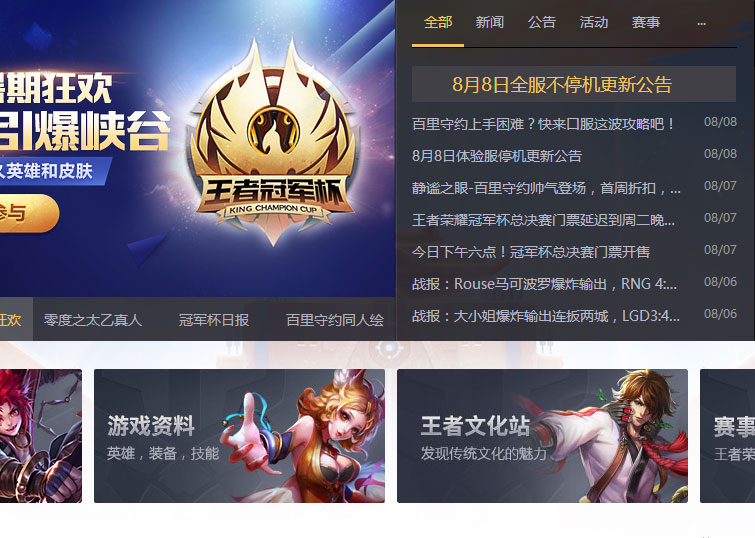 全部 新闻 公告 活动 赛事 ...
8月8日全服不停机更新公告
百里守约上手困难？快来口服这波攻略吧！ 08/08
8月8日体验服停机更新公告 08/08
静谧之眼-百里守约帅气登场，首周折扣，... 08/07
王者荣耀冠军杯总决赛门票延迟到周二晚... 08/07
今日下午六点！冠军杯总决赛门票开售 08/07
战报：Rouse马可波罗爆炸输出，RNG 4:... 08/06
战报：大小姐爆炸输出连扳两城，LGD3:4... 08/06
期狂欢
引爆峡谷
英雄和皮肤
参与
王者冠军杯
KING CHAMPION CUP
狂欢 零度之太乙真人 冠军杯日报 百里守约同人绘
游戏资料
英雄，装备，技能
王者文化站
发现传统文化的魅力
赛事
王者荣